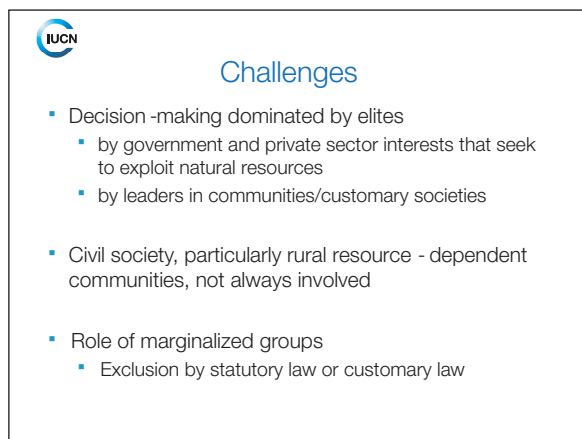 IUCN
Challenges
▪ Decision -making dominated by elites
▪ by government and private sector interests that seek
to exploit natural resources
▪ by leaders in communities/customary societies
▪ Civil society, particularly rural resource - dependent
communities, not always involved
▪ Role of marginalized groups
▪ Exclusion by statutory law or customary law